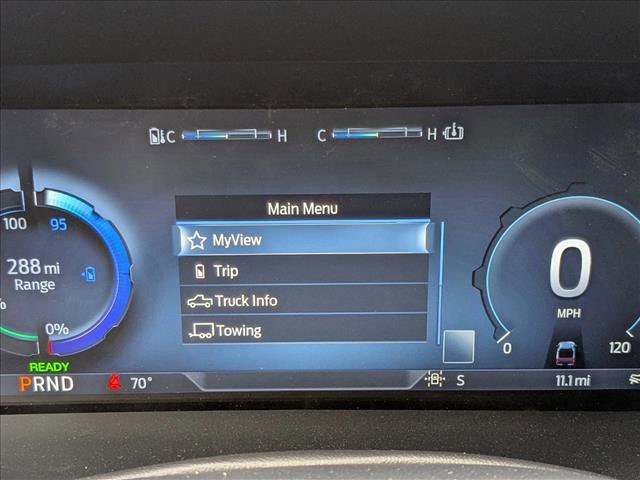 C H C H
Main Menu
MyView
Trip
Truck Info
Towing
100 95
288 mi
Range
%
0%
0
MPH
0 120
READY
PRND 70° S 11.1 mi